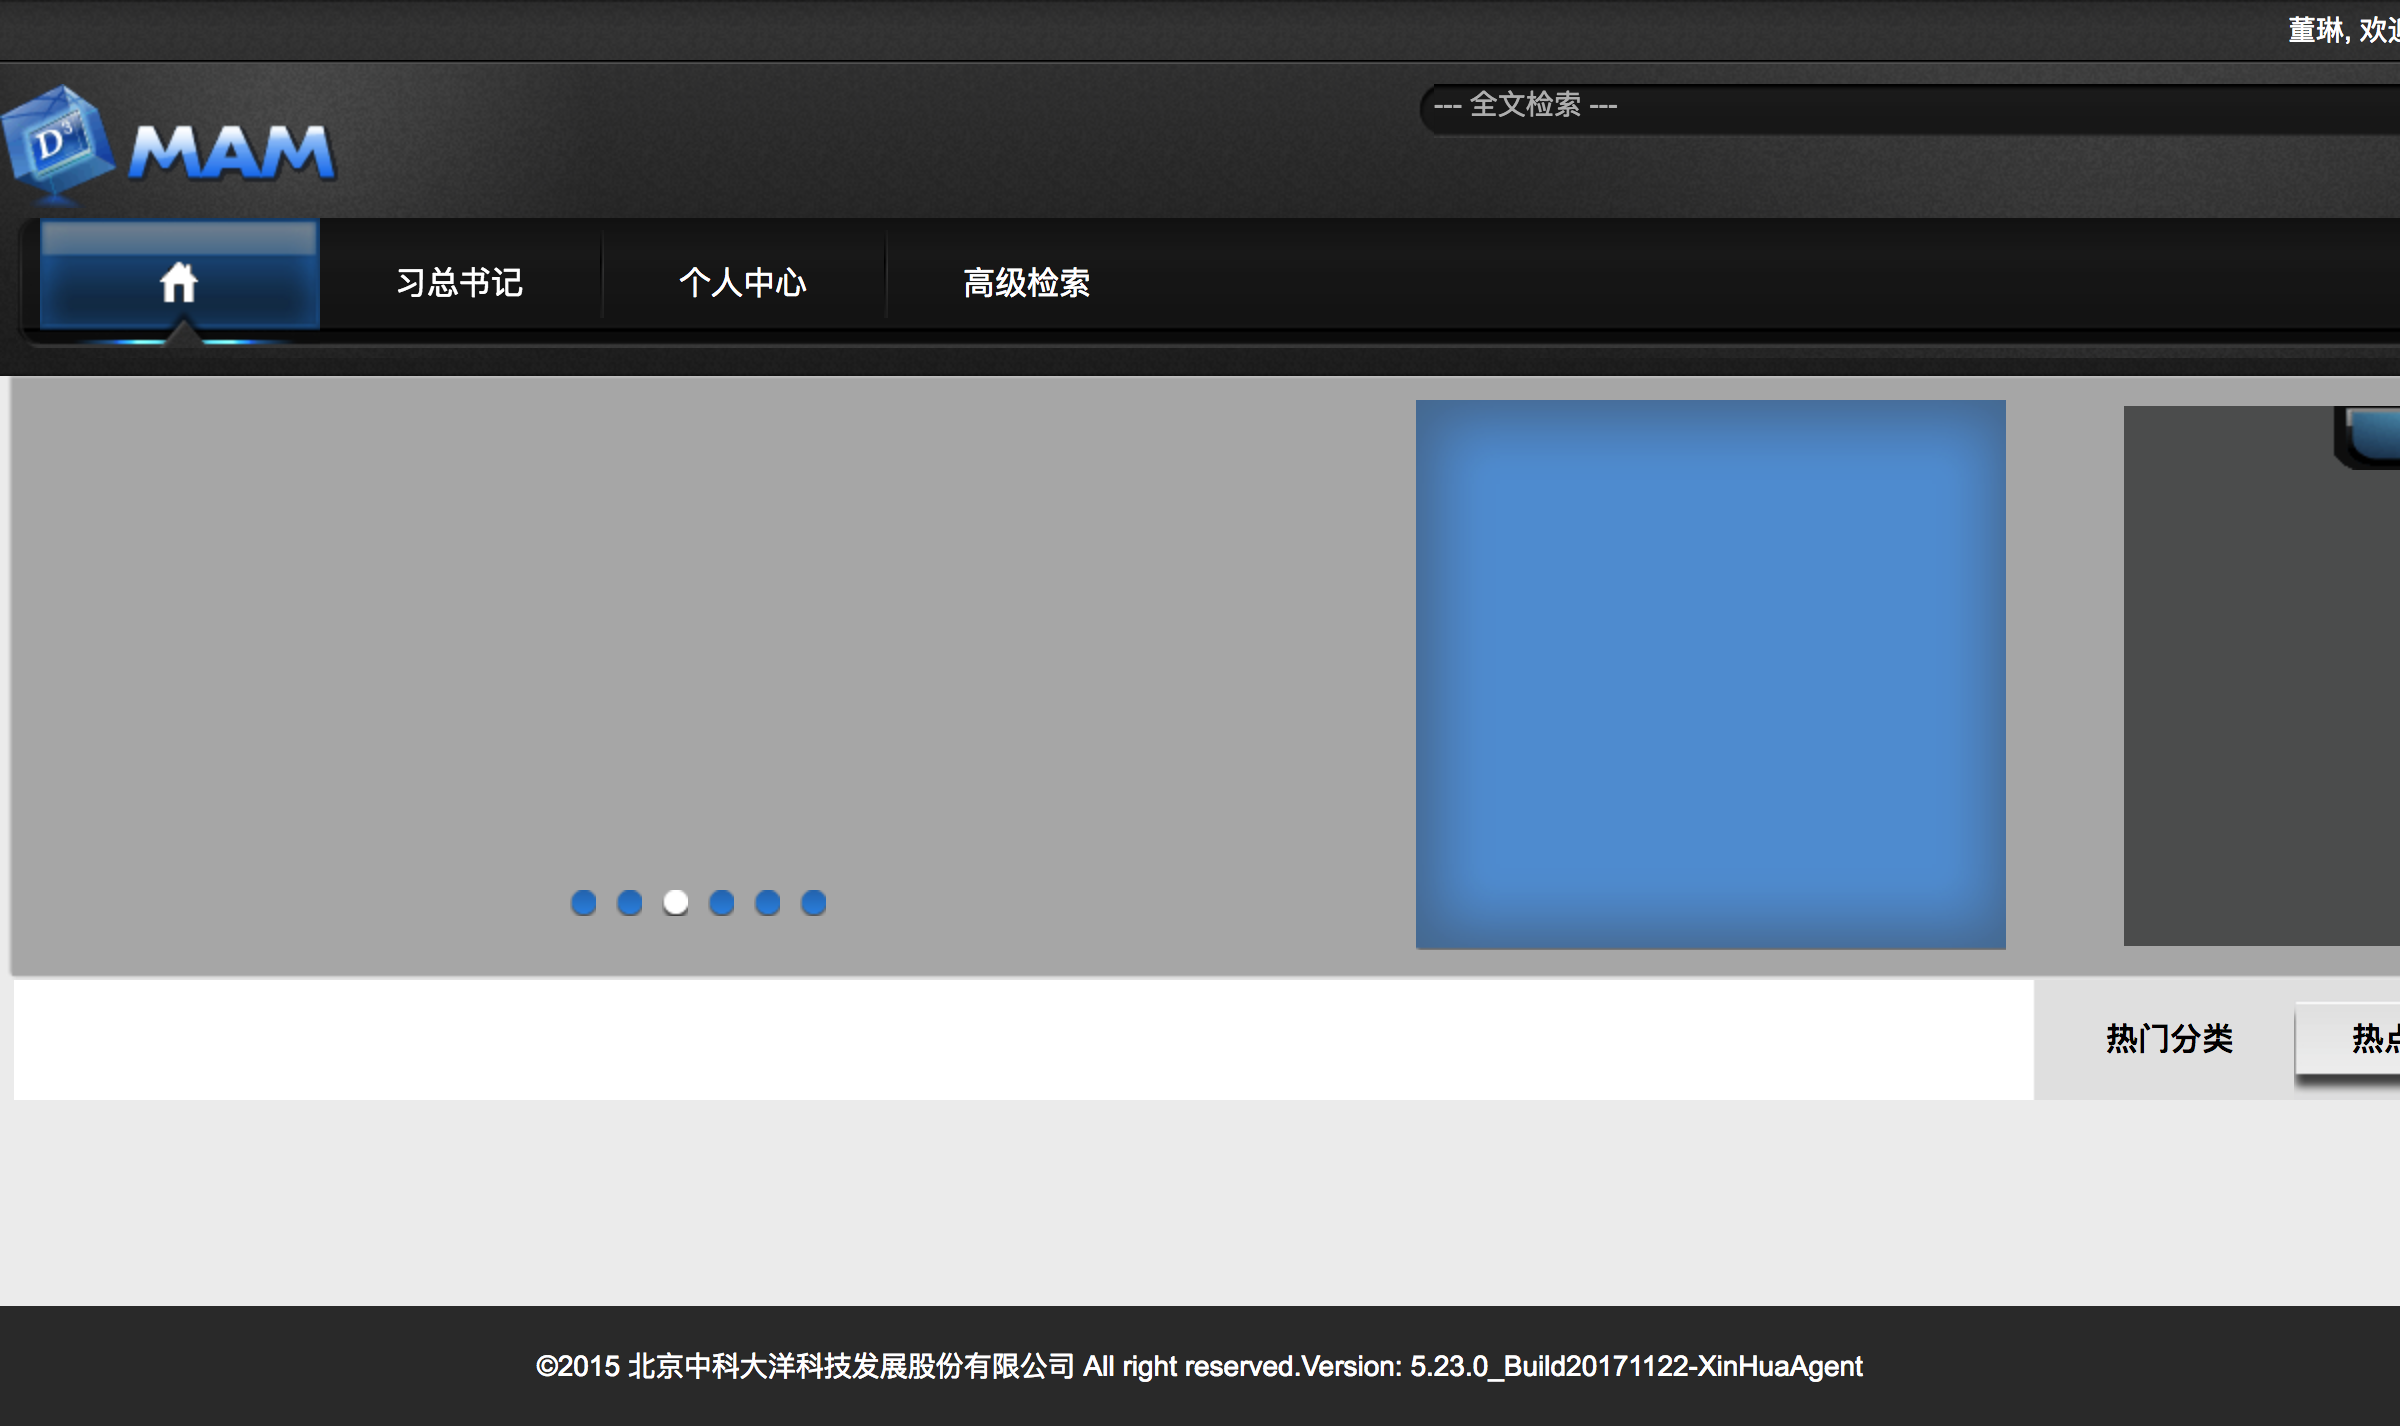 董琳, 欢
D³ MAM
--- 全文检索 ---
习总书记 个人中心 高级检索
热门分类 热点
©2015 北京中科大洋科技发展股份有限公司 All right reserved.Version: 5.23.0_Build20171122-XinHuaAgent